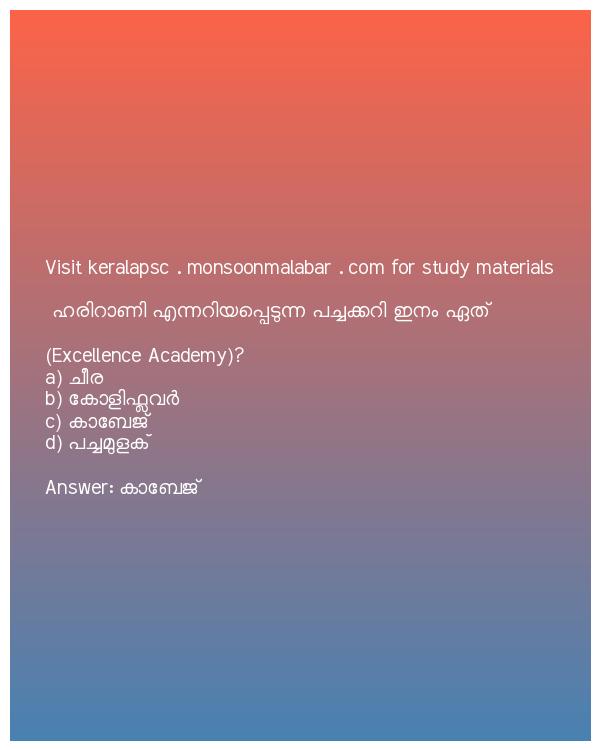 Visit keralapsc . monsoonmalabar . com for study materials
ഹരിറാണി എന്നറിയപ്പെടുന്ന പച്ചക്കറി ഇനം ഏത്
(Excellence Academy)?
a) ചീര
b) കോളിഫ്ലവർ
c) കാബേജ്
d) പച്ചമുളക്
Answer: കാബേജ്